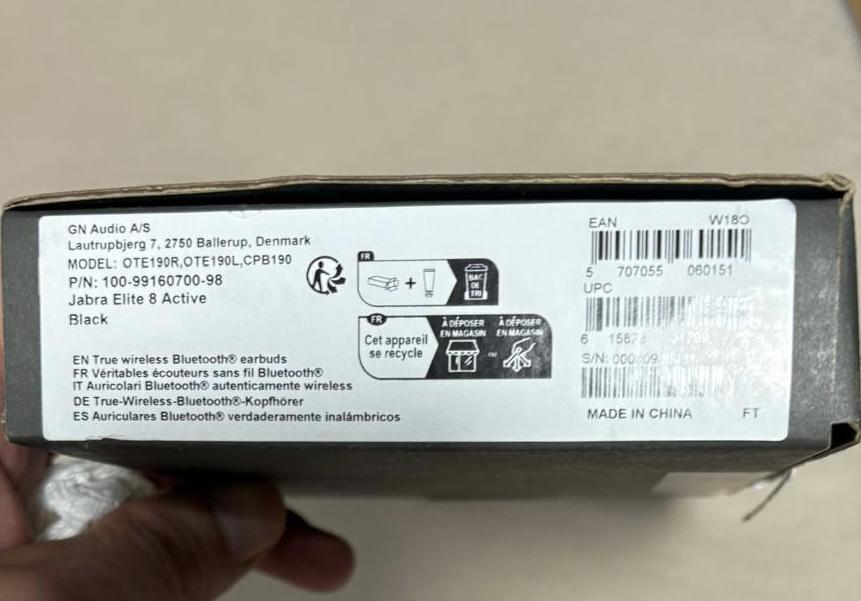 GN Audio A/S
Lautrupbjerg 7, 2750 Ballerup, Denmark
MODEL: OTE190R,OTE190L,CPB190
P/N: 100-99160700-98
Jabra Elite 8 Active
Black
EN True wireless Bluetooth® earbuds
FR Véritables écouteurs sans fil Bluetooth®
IT Auricolari Bluetooth® autenticamente wireless
DE True-Wireless-Bluetooth®-Kopfhörer
ES Auriculares Bluetooth® verdaderamente inalámbricos
FR
+
BAC
DE
TRI
FR
Cet appareil
se recycle
À DÉPOSER
EN MAGASIN
À DÉPOSER
EN MAGASIN
EAN
W18O
5 707055 060151
UPC
6
S/N:
MADE IN CHINA
FT